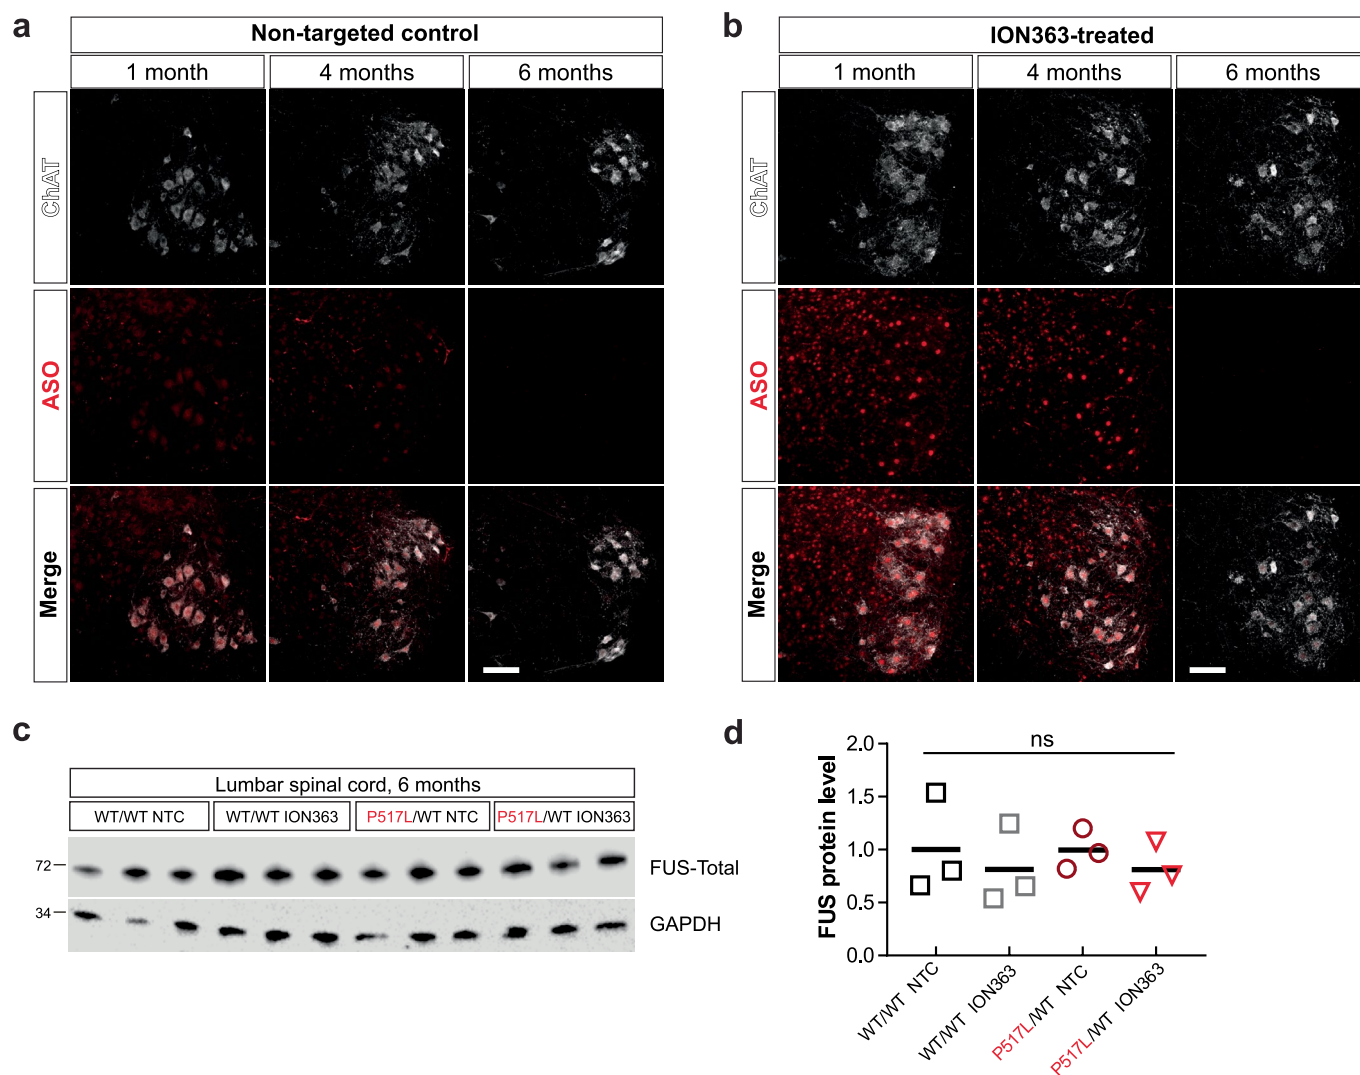 a
Non-targeted control
1 month
4 months
6 months
ChAT
ASO
Merge
b
ION363-treated
1 month
4 months
6 months
ChAT
ASO
Merge
c
Lumbar spinal cord, 6 months
WT/WT NTC
WT/WT ION363
P517L/WT NTC
P517L/WT ION363
72
FUS-Total
34
GAPDH
d
ns
FUS protein level
2.0
1.5
1.0
0.5
0.0
WT/WT NTC
WT/WT ION363
P517L/WT NTC
P517L/WT ION363